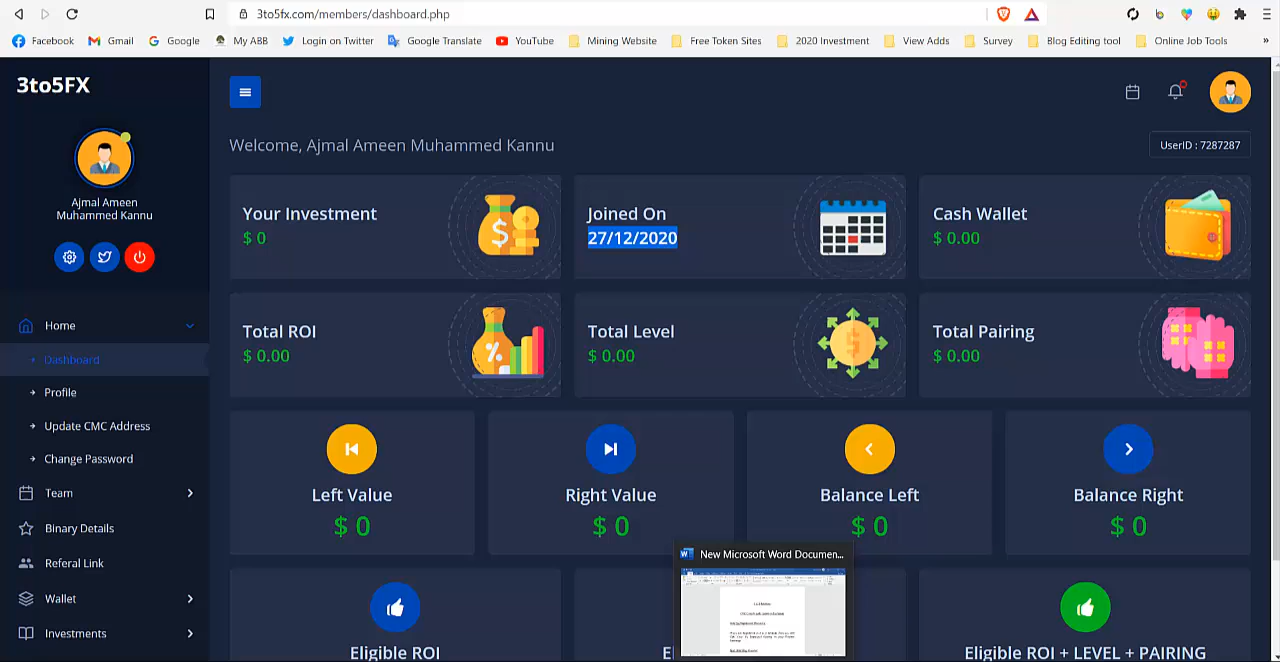 3to5fx.com/members/dashboard.php
Facebook Gmail Google My ABB Login on Twitter Google Translate YouTube Mining Website Free Token Sites 2020 Investment View Adds Survey Blog Editing tool Online Job Tools »
3to5FX
Welcome, Ajmal Ameen Muhammed Kannu
UserID : 7287287
Ajmal Ameen
Muhammed Kannu
Your Investment
$ 0
Joined On
27/12/2020
Cash Wallet
$ 0.00
Total ROI
$ 0.00
Total Level
$ 0.00
Total Pairing
$ 0.00
Home
Dashboard
Profile
Update CMC Address
Change Password
Team
Binary Details
Referal Link
Wallet
Investments
Left Value
$ 0
Right Value
$ 0
Balance Left
$ 0
Balance Right
$ 0
New Microsoft Word Documen...
Eligible ROI
Eligible ROI + LEVEL + PAIRING